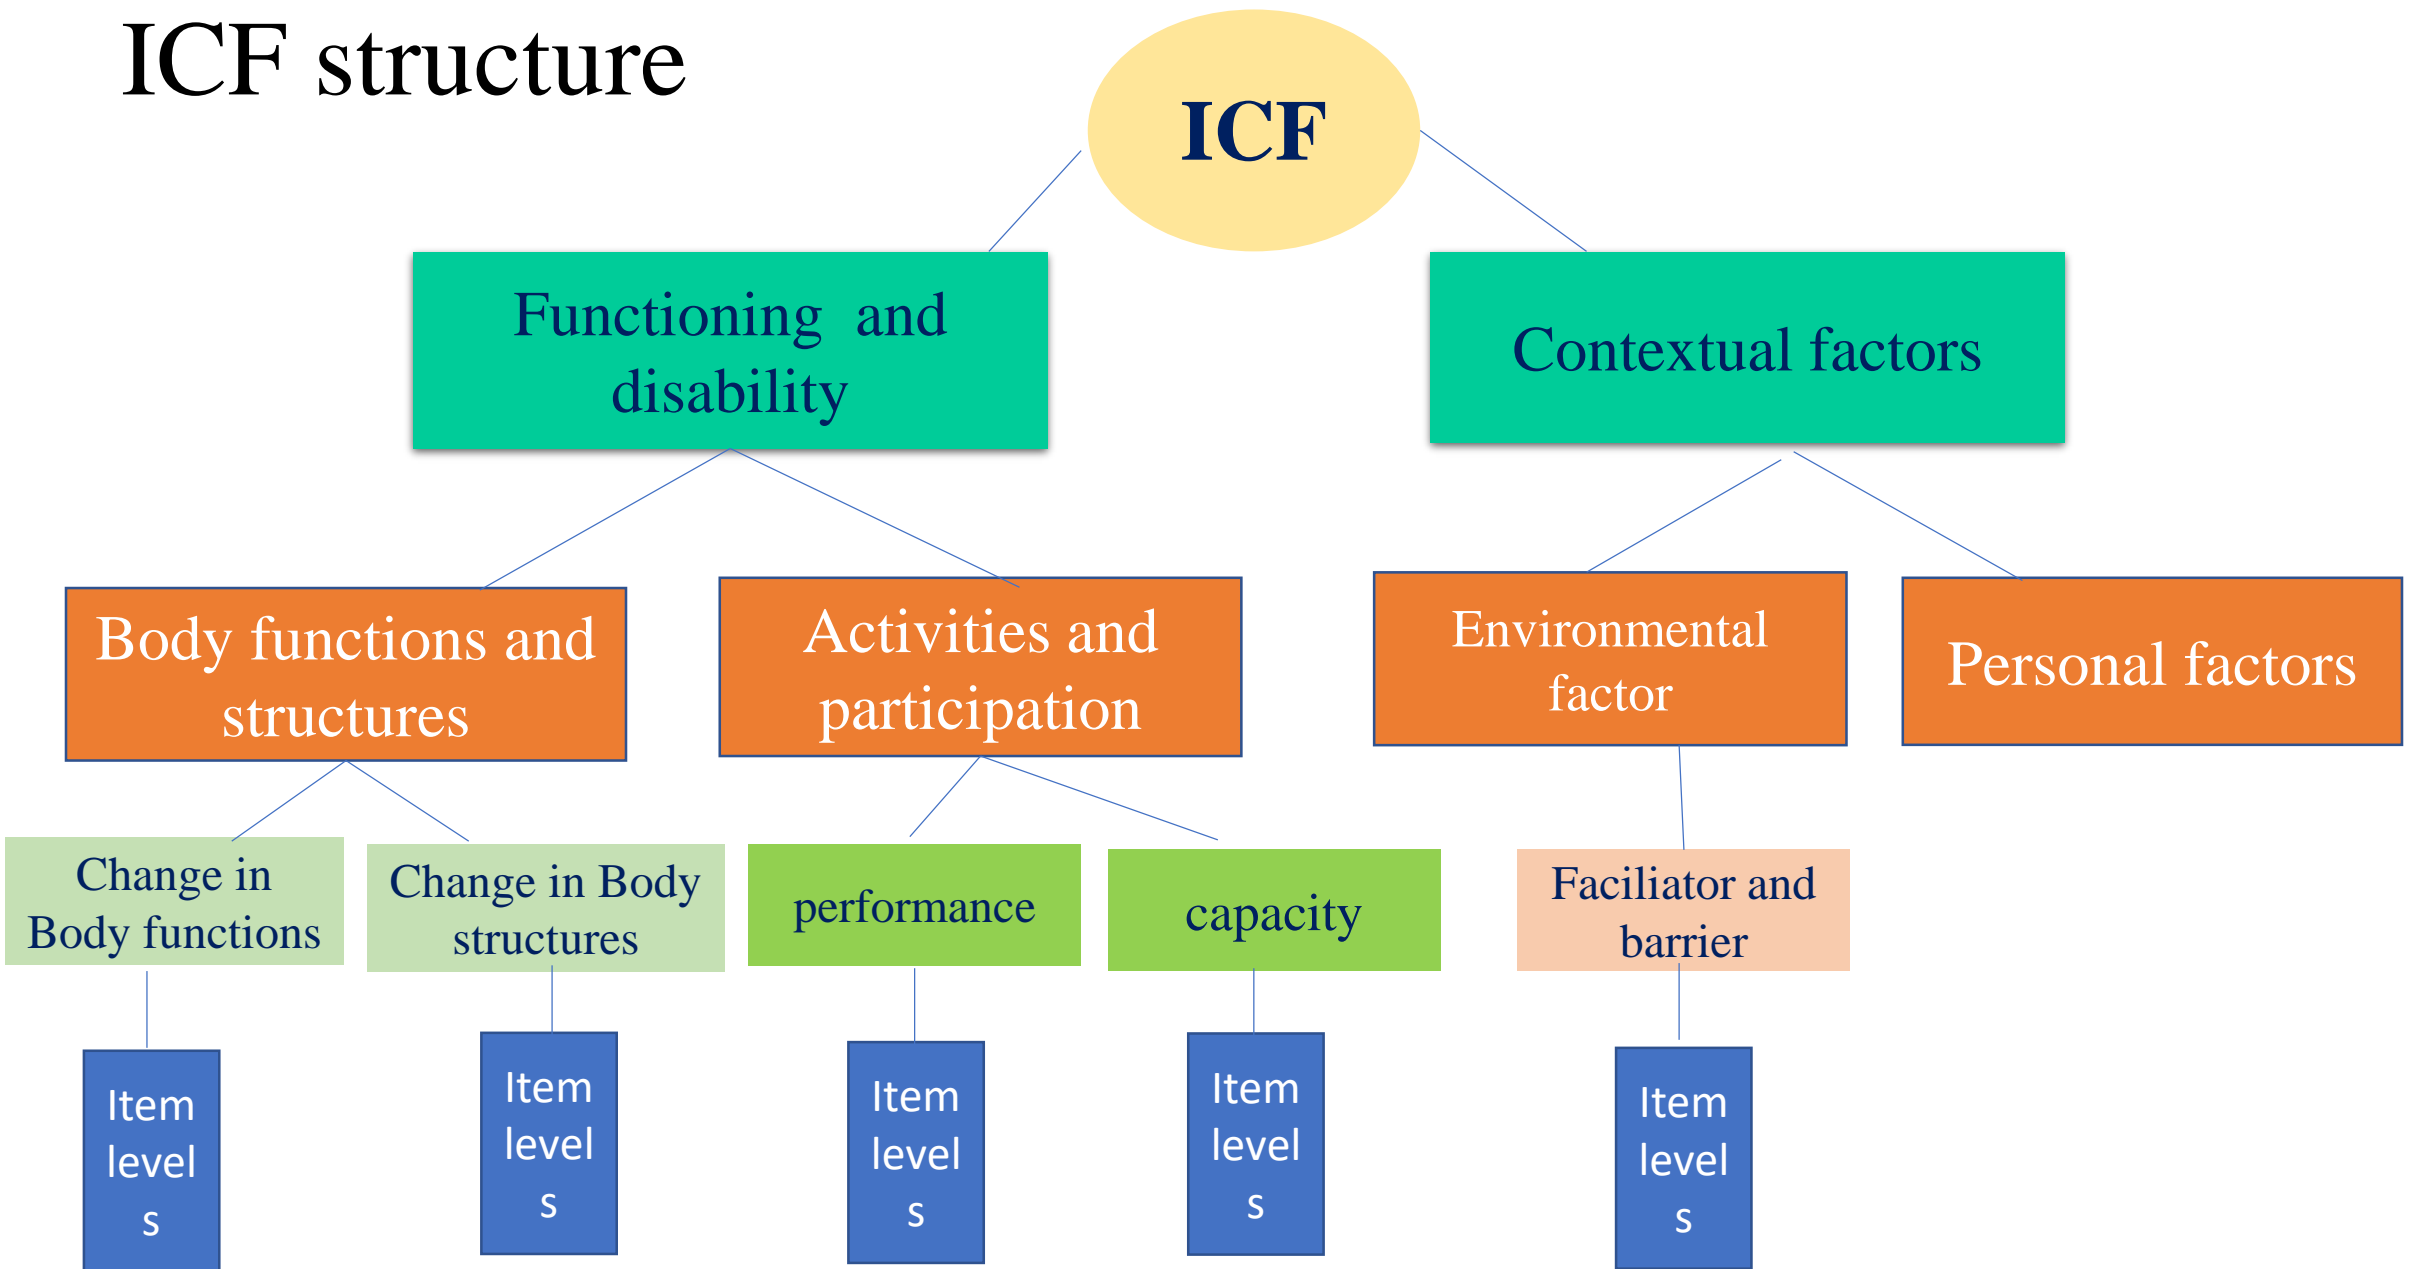 ICF structure
ICF
Functioning  and
disability
Contextual factors
Body functions and
structures
Activities and
participation
Environmental
factor
Personal factors
Change in
Body functions
Change in Body
structures
performance
capacity
Faciliator and
barrier
Item
level
s
Item
level
s
Item
level
s
Item
level
s
Item
level
s